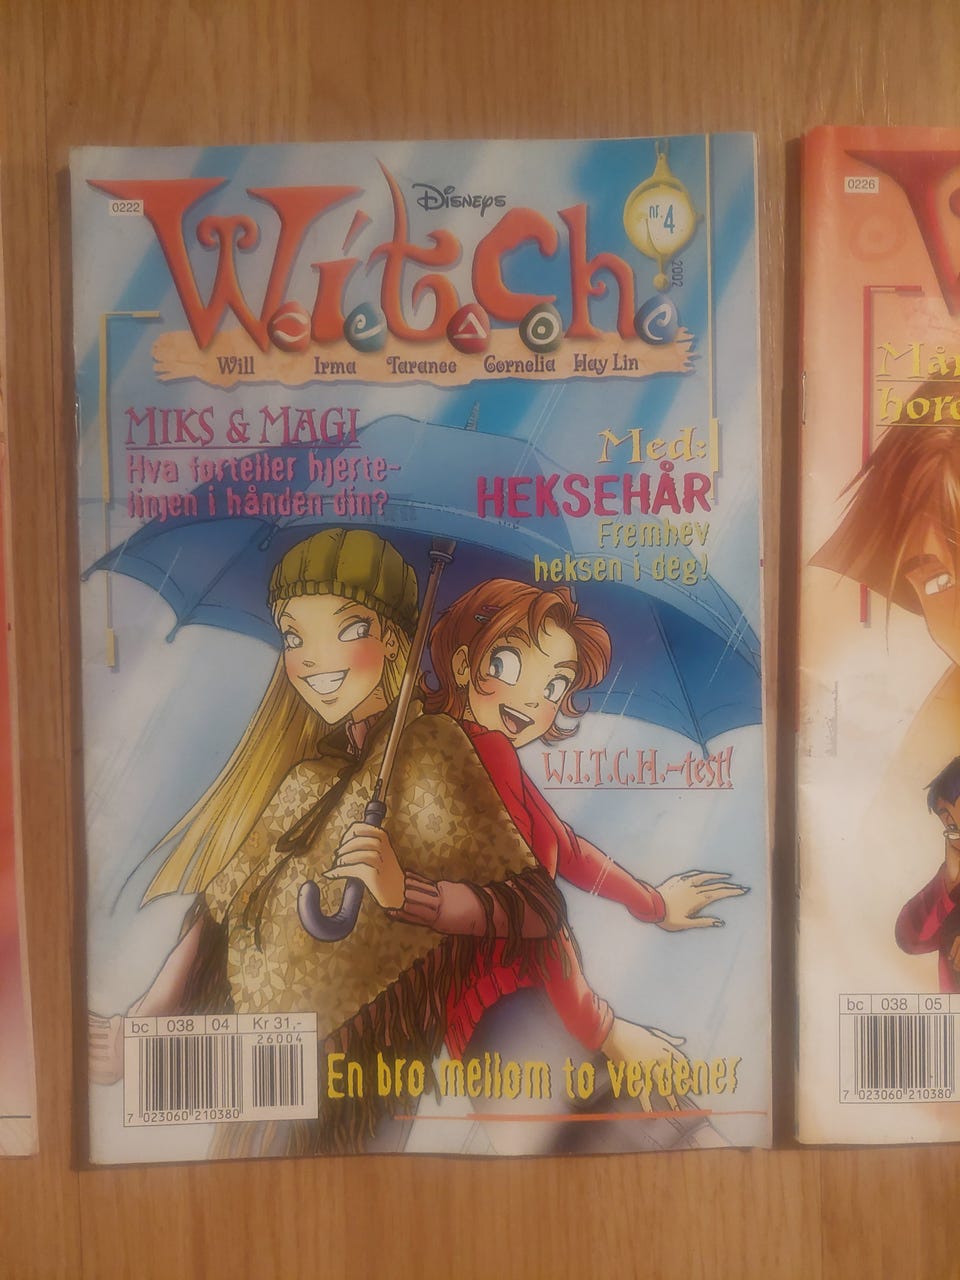 0222
DISNEYS
W.i.t.c.h.
nr. 4
2002
Will Irma Taranee Cornelia Hay Lin
MIKS & MAGI
Hva forteller hjerte-
linjen i hånden din?
Med:
HEKSEHÅR
Fremhev
heksen i deg!
W.I.T.C.H.-test!
En bro mellom to verdener
bc 038 04 Kr 31,-
26004
7 023060 210380
0226
bc 038 05
7 023060 210380